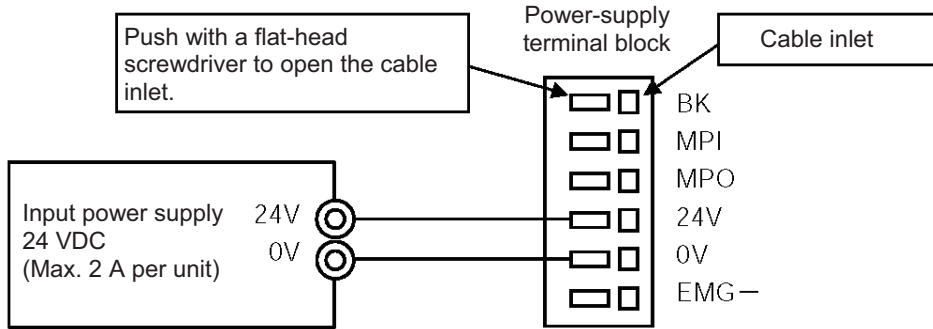 Push with a flat-head
screwdriver to open the cable
inlet.
Power-supply
terminal block
Cable inlet
BK
MPI
MPO
24V
0V
EMG−
Input power supply
24 VDC
(Max. 2 A per unit)
24V
0V